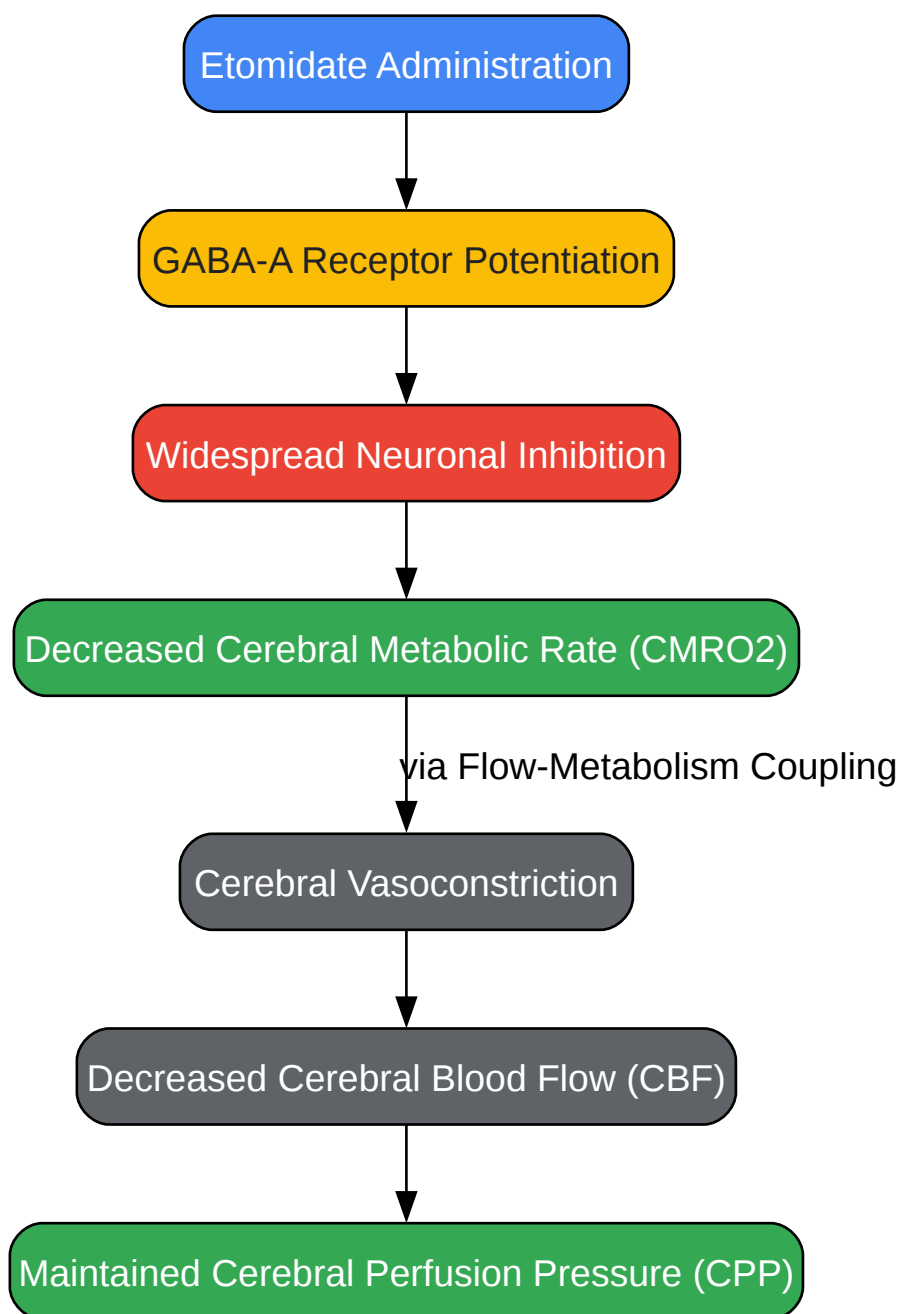 Etomidate Administration
GABA-A Receptor Potentiation
Widespread Neuronal Inhibition
Decreased Cerebral Metabolic Rate (CMRO2)
via Flow-Metabolism Coupling
Cerebral Vasoconstriction
Decreased Cerebral Blood Flow (CBF)
Maintained Cerebral Perfusion Pressure (CPP)